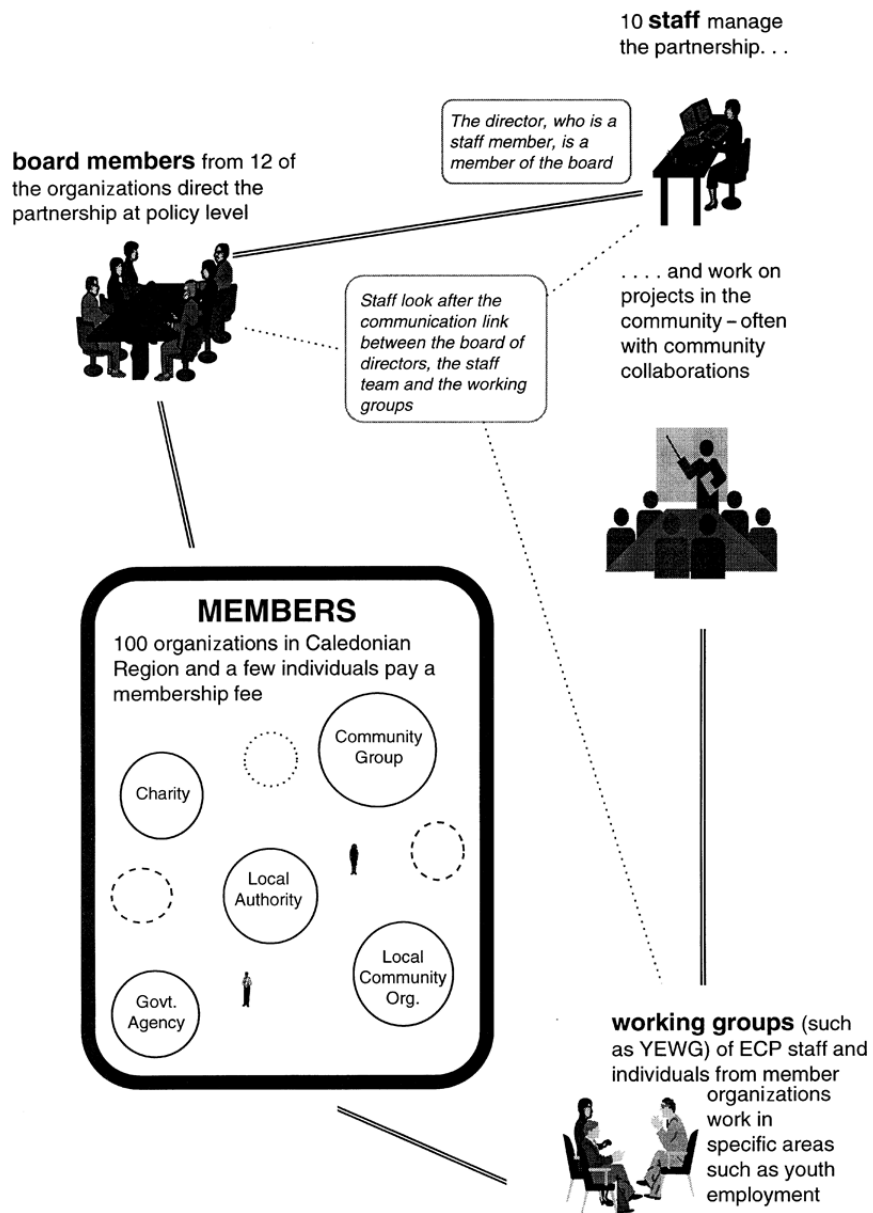 10 staff manage
the partnership. . .
The director, who is a
staff member, is a
member of the board
board members from 12 of
the organizations direct the
partnership at policy level
Staff look after the
communication link
between the board of
directors, the staff
team and the working
groups
. . . . and work on
projects in the
community – often
with community
collaborations
MEMBERS
100 organizations in Caledonian
Region and a few individuals pay a
membership fee
Community
Group
Charity
Local
Authority
Local
Community
Org.
Govt.
Agency
working groups (such
as YEWG) of ECP staff and
individuals from member
organizations
work in
specific areas
such as youth
employment